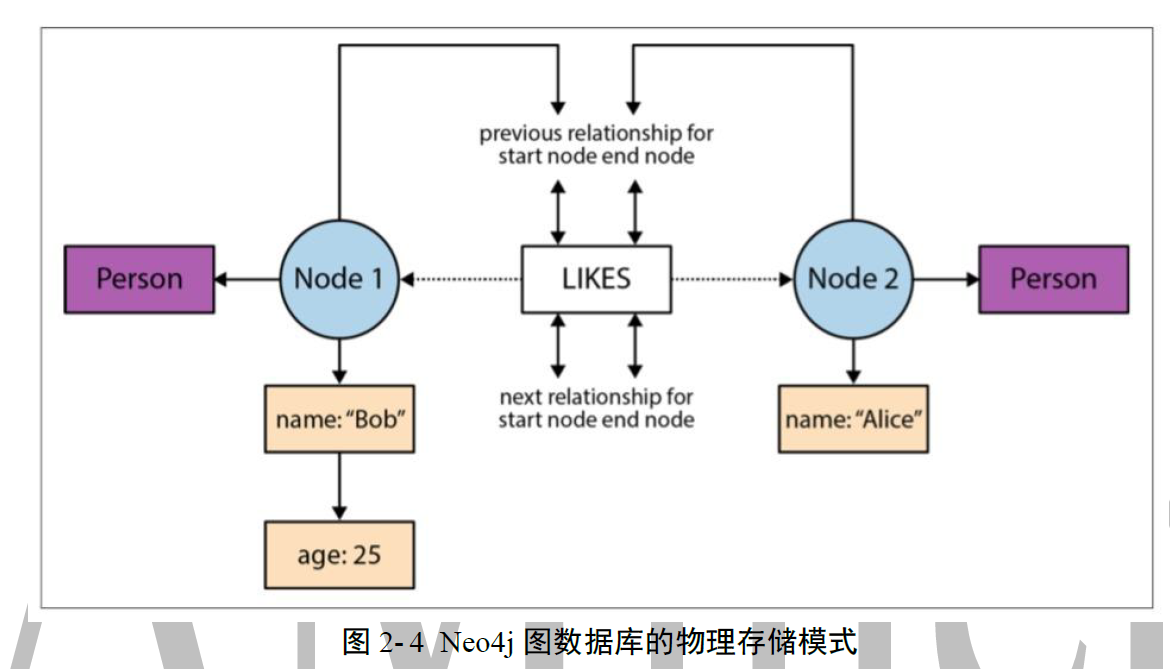 previous relationship for
start node end node
Person
Node 1
LIKES
Node 2
Person
next relationship for
start node end node
name: “Bob”
name: “Alice”
age: 25
图 2-4 Neo4j 图数据库的物理存储模式